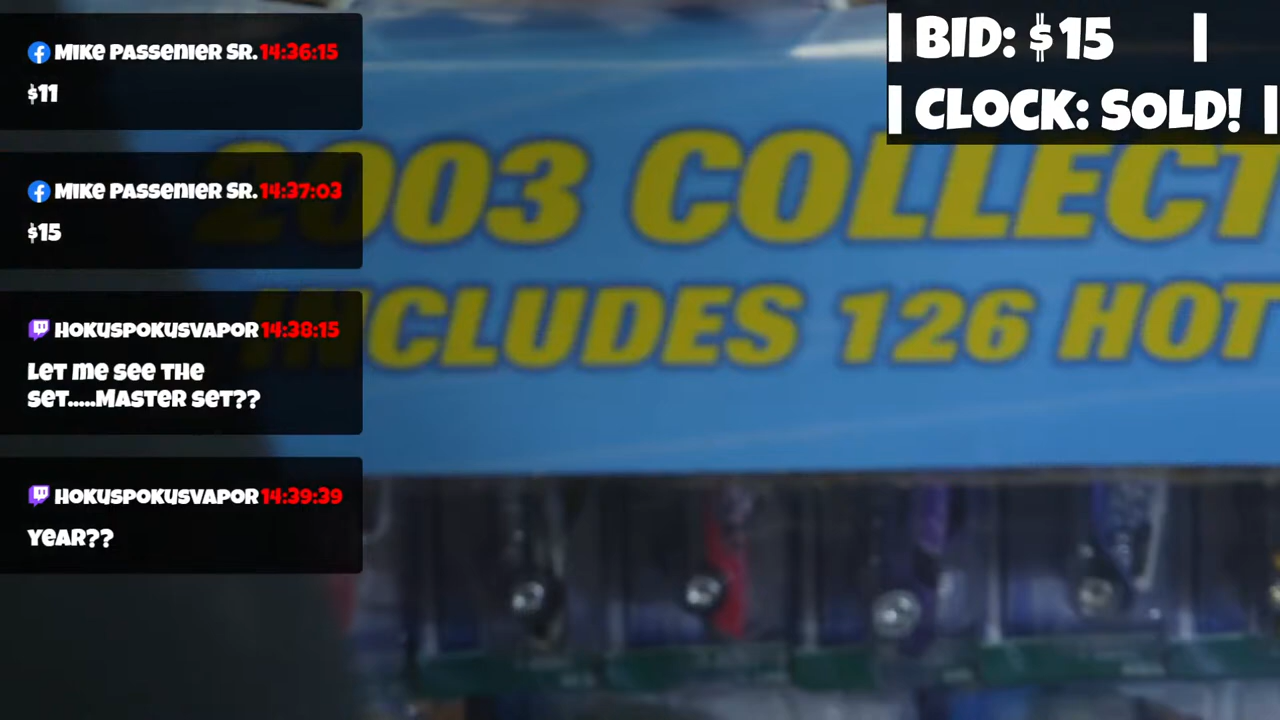 Mike Passenier Sr. 14:36:15
$11
Mike Passenier Sr. 14:37:03
$15
HOKUSPOKUSVAPOR 14:38:15
Let me see the
set.....Master set??
HOKUSPOKUSVAPOR 14:39:39
Year??
| BID: $15 |
| CLOCK: SOLD! |
2003 COLLECT
INCLUDES 126 HOT